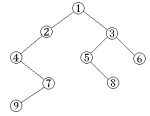 ①
② ③
④ ⑤ ⑥
⑦ ⑧
⑨